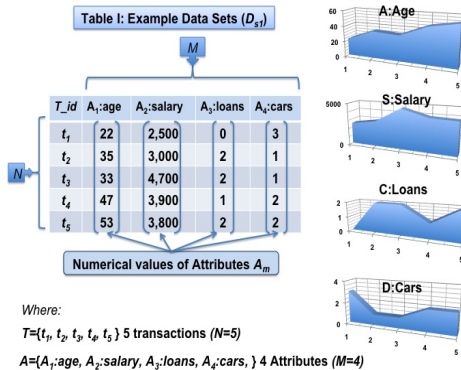 Table I: Example Data Sets (Ds1)
M
T_id A1:age A2:salary A3:loans A4:cars
t1 22 2,500 0 3
t2 35 3,000 2 1
t3 33 4,700 2 1
t4 47 3,900 1 2
t5 53 3,800 2 2
N
Numerical values of Attributes Am
Where:
T={t1, t2, t3, t4, t5 } 5 transactions (N=5)
A={A1:age, A2:salary, A3:loans, A4:cars, } 4 Attributes (M=4)
A:Age
60
40
20
0
1 2 3 4 5
S:Salary
5000
0
1 2 3 4 5
C:Loans
2
1
0
1 2 3 4 5
D:Cars
4
2
0
1 2 3 4 5